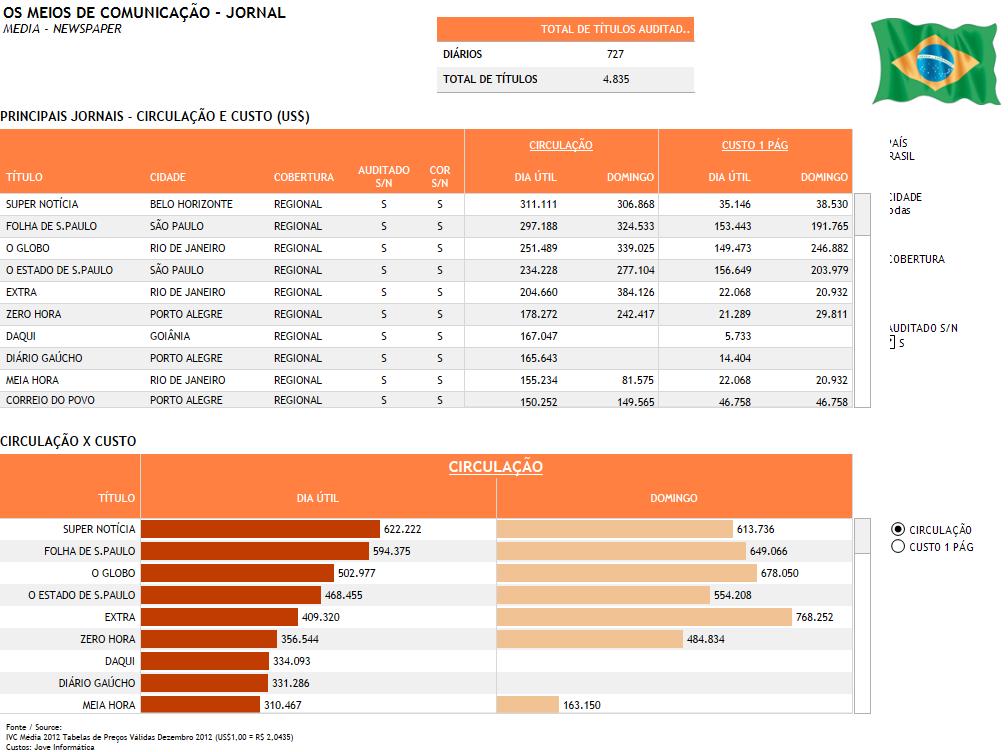 OS MEIOS DE COMUNICAÇÃO - JORNAL
MEDIA - NEWSPAPER
TOTAL DE TÍTULOS AUDITAD..
DIÁRIOS 727
TOTAL DE TÍTULOS 4.835
PRINCIPAIS JORNAIS - CIRCULAÇÃO E CUSTO (US$)
CIRCULAÇÃO CUSTO 1 PÁG
TÍTULO CIDADE COBERTURA AUDITADO S/N COR S/N DIA ÚTIL DOMINGO DIA ÚTIL DOMINGO
SUPER NOTÍCIA BELO HORIZONTE REGIONAL S S 311.111 306.868 35.146 38.530
FOLHA DE S.PAULO SÃO PAULO REGIONAL S S 297.188 324.533 153.443 191.765
O GLOBO RIO DE JANEIRO REGIONAL S S 251.489 339.025 149.473 246.882
O ESTADO DE S.PAULO SÃO PAULO REGIONAL S S 234.228 277.104 156.649 203.979
EXTRA RIO DE JANEIRO REGIONAL S S 204.660 384.126 22.068 20.932
ZERO HORA PORTO ALEGRE REGIONAL S S 178.272 242.417 21.289 29.811
DAQUI GOIÂNIA REGIONAL S S 167.047 5.733
DIÁRIO GAÚCHO PORTO ALEGRE REGIONAL S S 165.643 14.404
MEIA HORA RIO DE JANEIRO REGIONAL S S 155.234 81.575 22.068 20.932
CORREIO DO POVO PORTO ALEGRE REGIONAL S S 150.252 149.565 46.758 46.758
PAÍS
RASIL
CIDADE
odas
COBERTURA
AUDITADO S/N
S
CIRCULAÇÃO X CUSTO
CIRCULAÇÃO
TÍTULO DIA ÚTIL DOMINGO
SUPER NOTÍCIA 622.222 613.736
FOLHA DE S.PAULO 594.375 649.066
O GLOBO 502.977 678.050
O ESTADO DE S.PAULO 468.455 554.208
EXTRA 409.320 768.252
ZERO HORA 356.544 484.834
DAQUI 334.093
DIÁRIO GAÚCHO 331.286
MEIA HORA 310.467 163.150
CIRCULAÇÃO
CUSTO 1 PÁG
Fonte / Source:
IVC Média 2012 Tabelas de Preços Válidas Dezembro 2012 (US$1,00 = R$ 2,0435)
Custos: Jove Informática